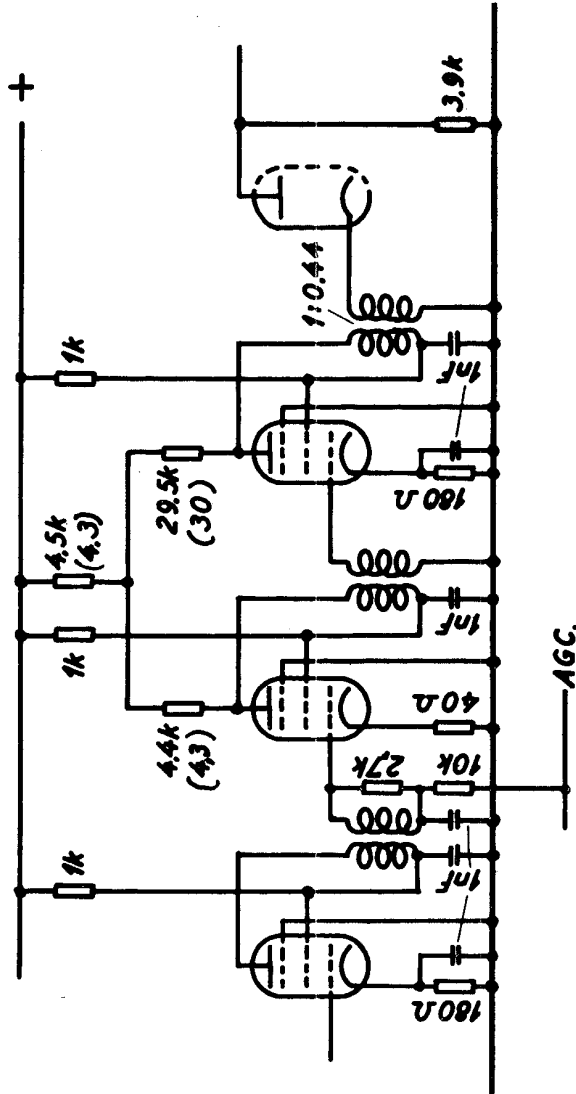 +
1k
1k
4,5k
(4,3)
1k
4,4k
(4,3)
29,5k
(30)
1:0.44
180Ω
1nF
2,7k
10k
40Ω
1nF
180Ω
1nF
3.9k
AGC.